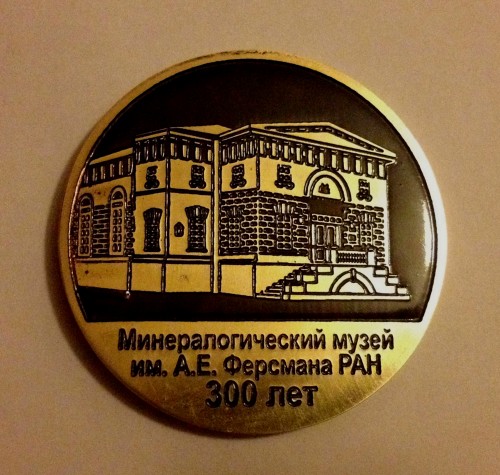 Минералогический музей
им. А.Е. Ферсмана РАН
300 лет